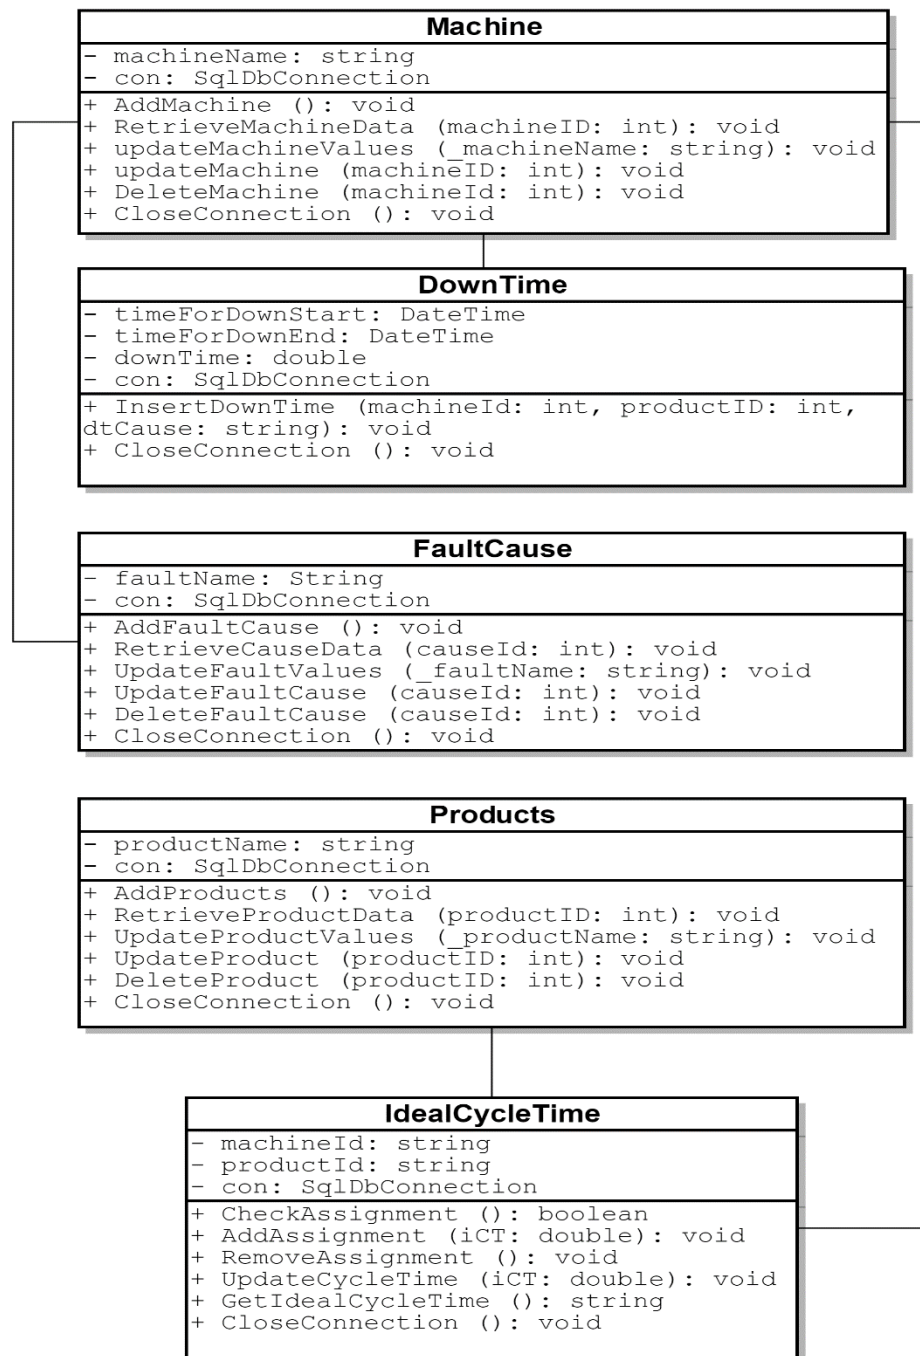 Machine
- machineName: string
- con: SqlDbConnection
+ AddMachine (): void
+ RetrieveMachineData (machineID: int): void
+ updateMachineValues (_machineName: string): void
+ updateMachine (machineID: int): void
+ DeleteMachine (machineId: int): void
+ CloseConnection (): void
DownTime
- timeForDownStart: DateTime
- timeForDownEnd: DateTime
- downTime: double
- con: SqlDbConnection
+ InsertDownTime (machineId: int, productID: int,
dtCause: string): void
+ CloseConnection (): void
FaultCause
- faultName: String
- con: SqlDbConnection
+ AddFaultCause (): void
+ RetrieveCauseData (causeId: int): void
+ UpdateFaultValues (_faultName: string): void
+ UpdateFaultCause (causeId: int): void
+ DeleteFaultCause (causeId: int): void
+ CloseConnection (): void
Products
- productName: string
- con: SqlDbConnection
+ AddProducts (): void
+ RetrieveProductData (productID: int): void
+ UpdateProductValues (_productName: string): void
+ UpdateProduct (productID: int): void
+ DeleteProduct (productID: int): void
+ CloseConnection (): void
IdealCycleTime
- machineId: string
- productId: string
- con: SqlDbConnection
+ CheckAssignment (): boolean
+ AddAssignment (iCT: double): void
+ RemoveAssignment (): void
+ UpdateCycleTime (iCT: double): void
+ GetIdealCycleTime (): string
+ CloseConnection (): void